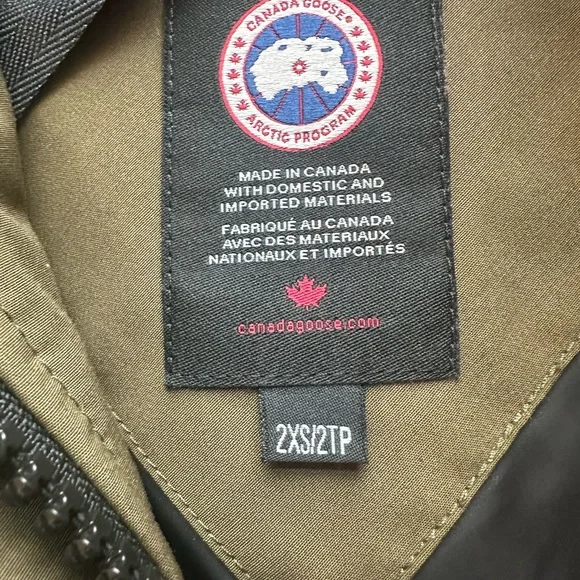 CANADA GOOSE
ARCTIC PROGRAM
MADE IN CANADA
WITH DOMESTIC AND
IMPORTED MATERIALS
FABRIQUÉ AU CANADA
AVEC DES MATERIAUX
NATIONAUX ET IMPORTÉS
canadagoose.com
2XS/2TP